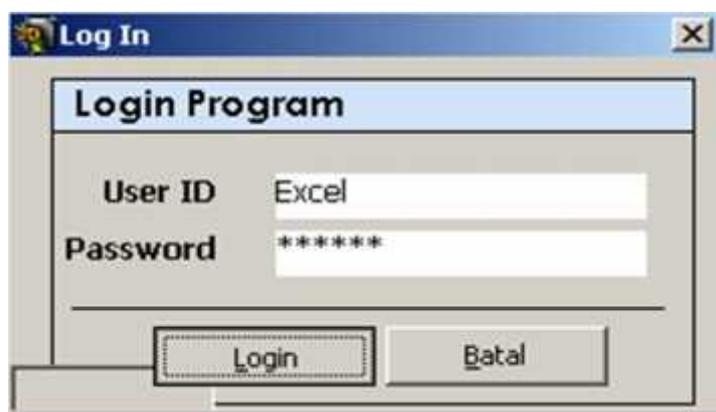 Log In
Login Program
User ID Excel
Password ******
Login Batal